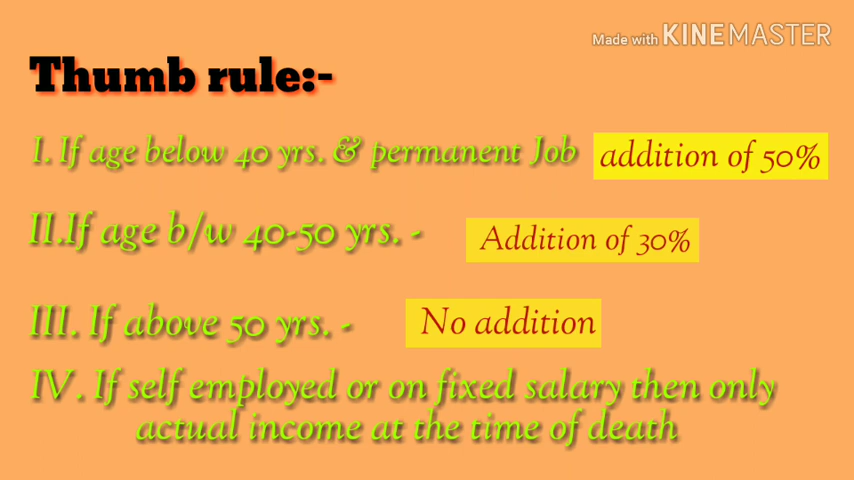 Made with KINEMASTER
Thumb rule:-
I. If age below 40 yrs. & permanent Job addition of 50%
II.If age b/w 40-50 yrs. - Addition of 30%
III. If above 50 yrs. - No addition
IV. If self employed or on fixed salary then only
actual income at the time of death